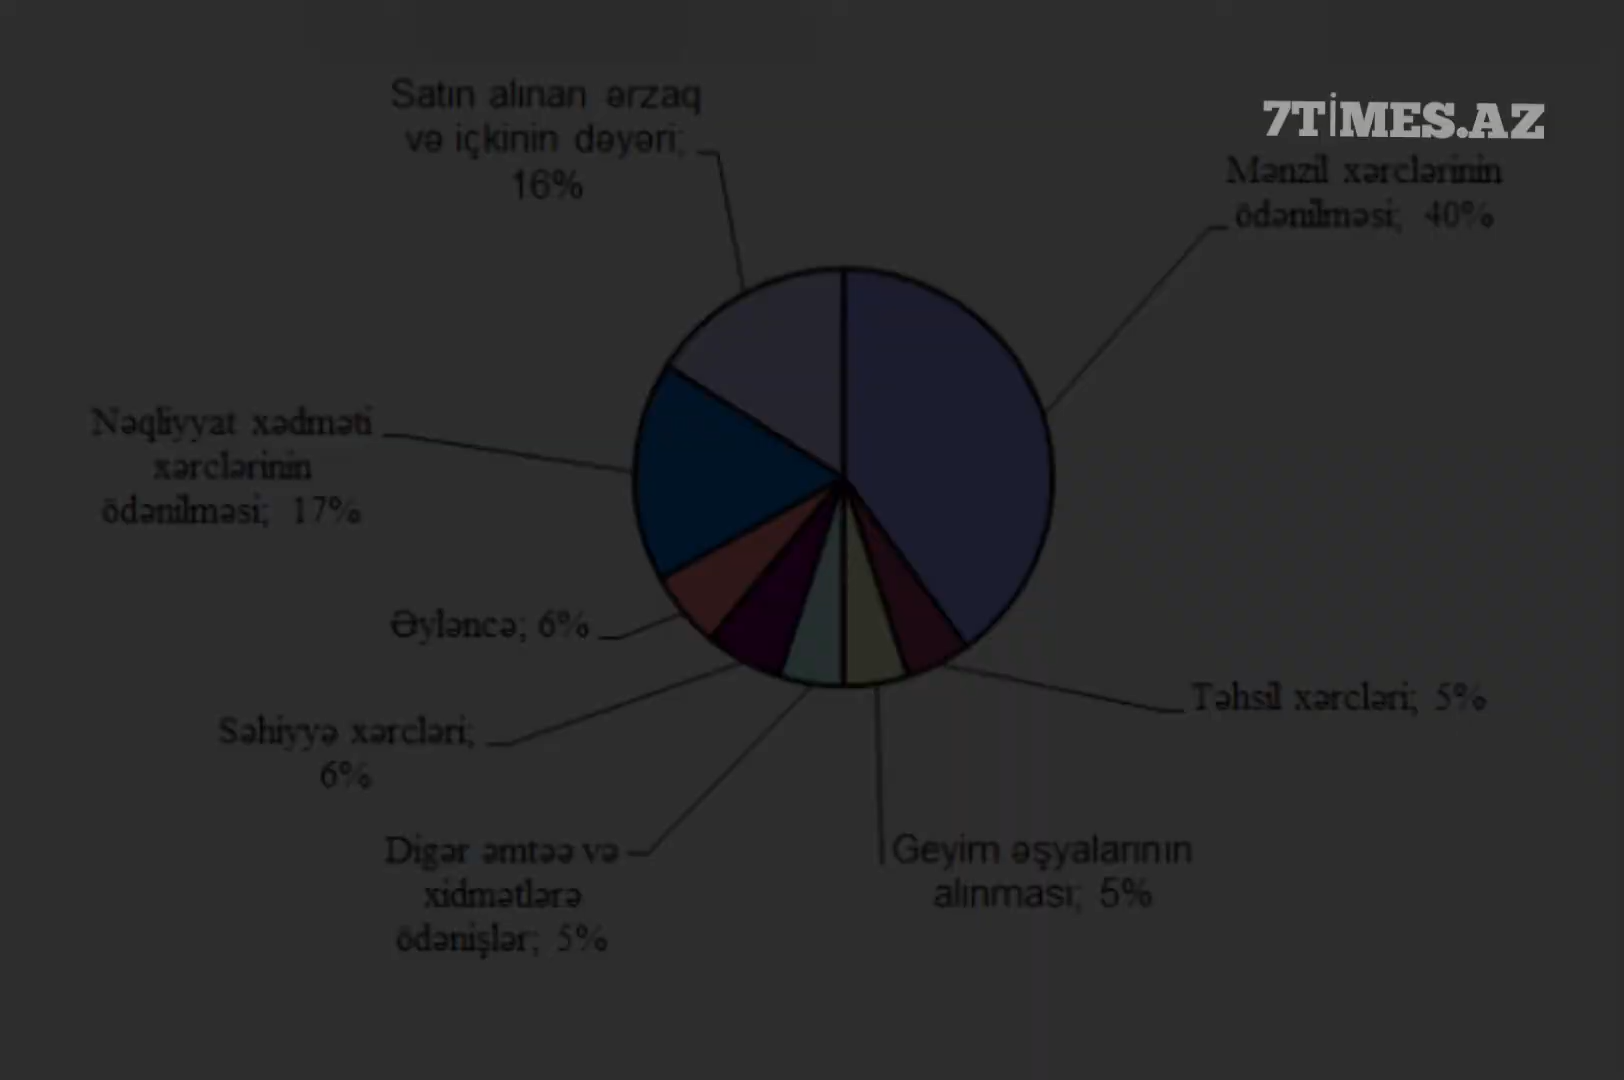 Satın alınan ərzaq
və içkinin dəyəri;
16%
7TİMES.AZ
Mənzil xərclərinin
ödənilməsi; 40%
Nəqliyyat xədməti
xərclərinin
ödənilməsi; 17%
Əyləncə; 6%
Təhsil xərcləri; 5%
Səhiyyə xərcləri;
6%
Digər əmtəə və
xidmətlərə
ödənişlər; 5%
Geyim əşyalarının
alınması; 5%